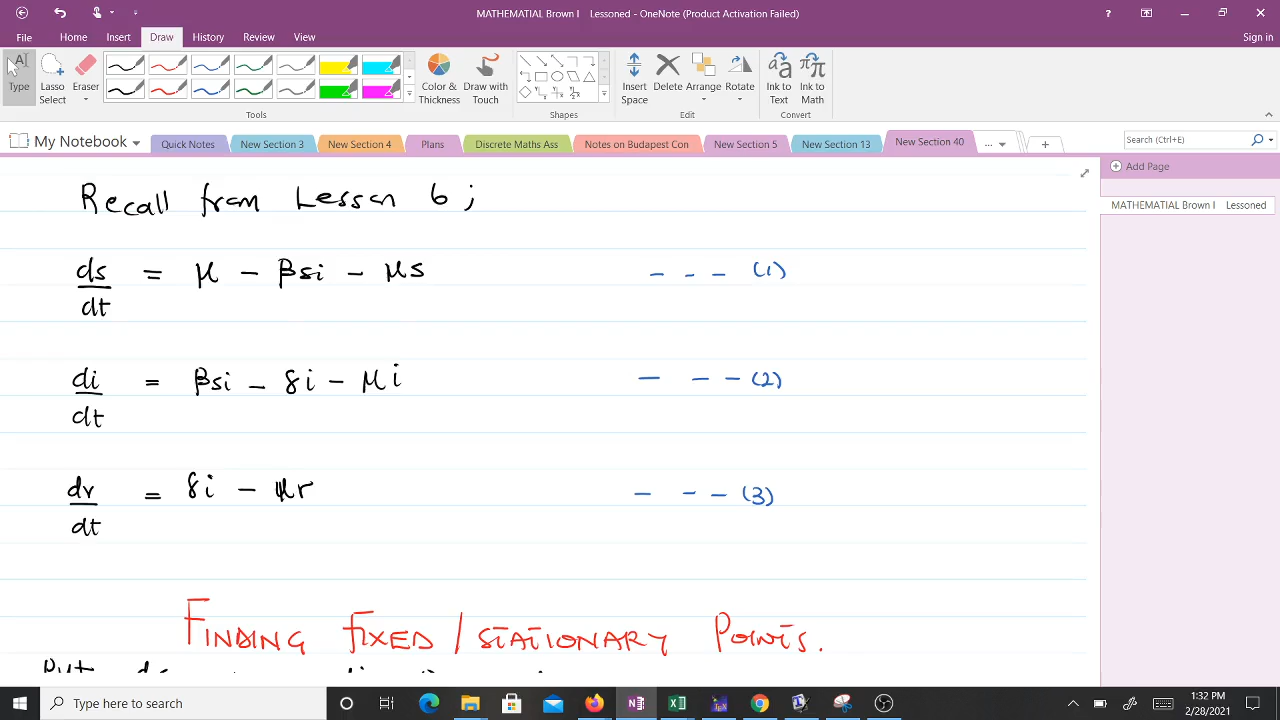 MATHEMATIAL Brown I Lessoned - OneNote (Product Activation Failed)
File Home Insert Draw History Review View Sign in
Type Lasso Select Eraser Color & Thickness Draw with Touch Insert Space Delete Arrange Rotate Ink to Text Ink to Math
Tools Shapes Edit Convert
My Notebook Quick Notes New Section 3 New Section 4 Plans Discrete Maths Ass Notes on Budapest Con New Section 5 New Section 13 New Section 40 ... Search (Ctrl+E)
Add Page
MATHEMATIAL Brown I Lessoned
Recall from Lesson 6 ;
ds/dt = μ - βsi - μs - - - (1)
di/dt = βsi - γi - μi - - - (2)
dr/dt = γi - μr - - - (3)
FINDING FIXED / STATIONARY POINTS.
Type here to search
1:32 PM
2/28/2021